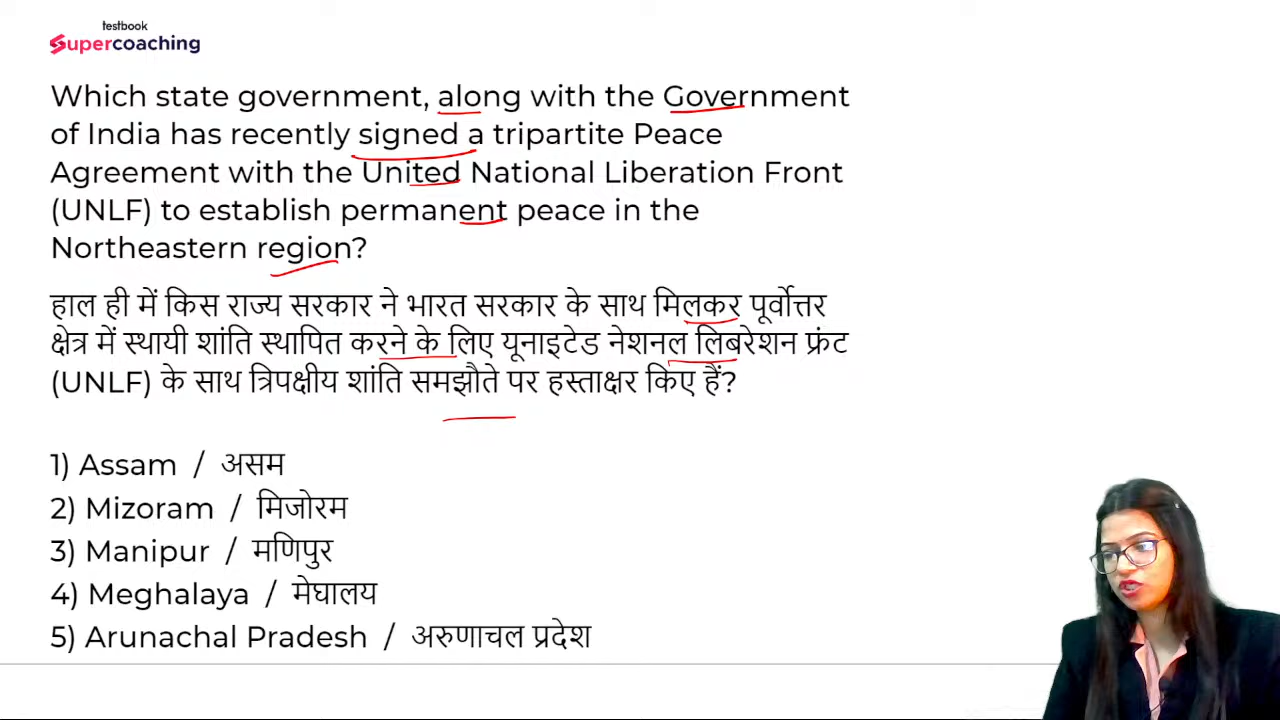 testbook
Supercoaching
Which state government, along with the Government
of India has recently signed a tripartite Peace
Agreement with the United National Liberation Front
(UNLF) to establish permanent peace in the
Northeastern region?
हाल ही में किस राज्य सरकार ने भारत सरकार के साथ मिलकर पूर्वोत्तर
क्षेत्र में स्थायी शांति स्थापित करने के लिए यूनाइटेड नेशनल लिबरेशन फ्रंट
(UNLF) के साथ त्रिपक्षीय शांति समझौते पर हस्ताक्षर किए हैं?
1) Assam / असम
2) Mizoram / मिजोरम
3) Manipur / मणिपुर
4) Meghalaya / मेघालय
5) Arunachal Pradesh / अरुणाचल प्रदेश